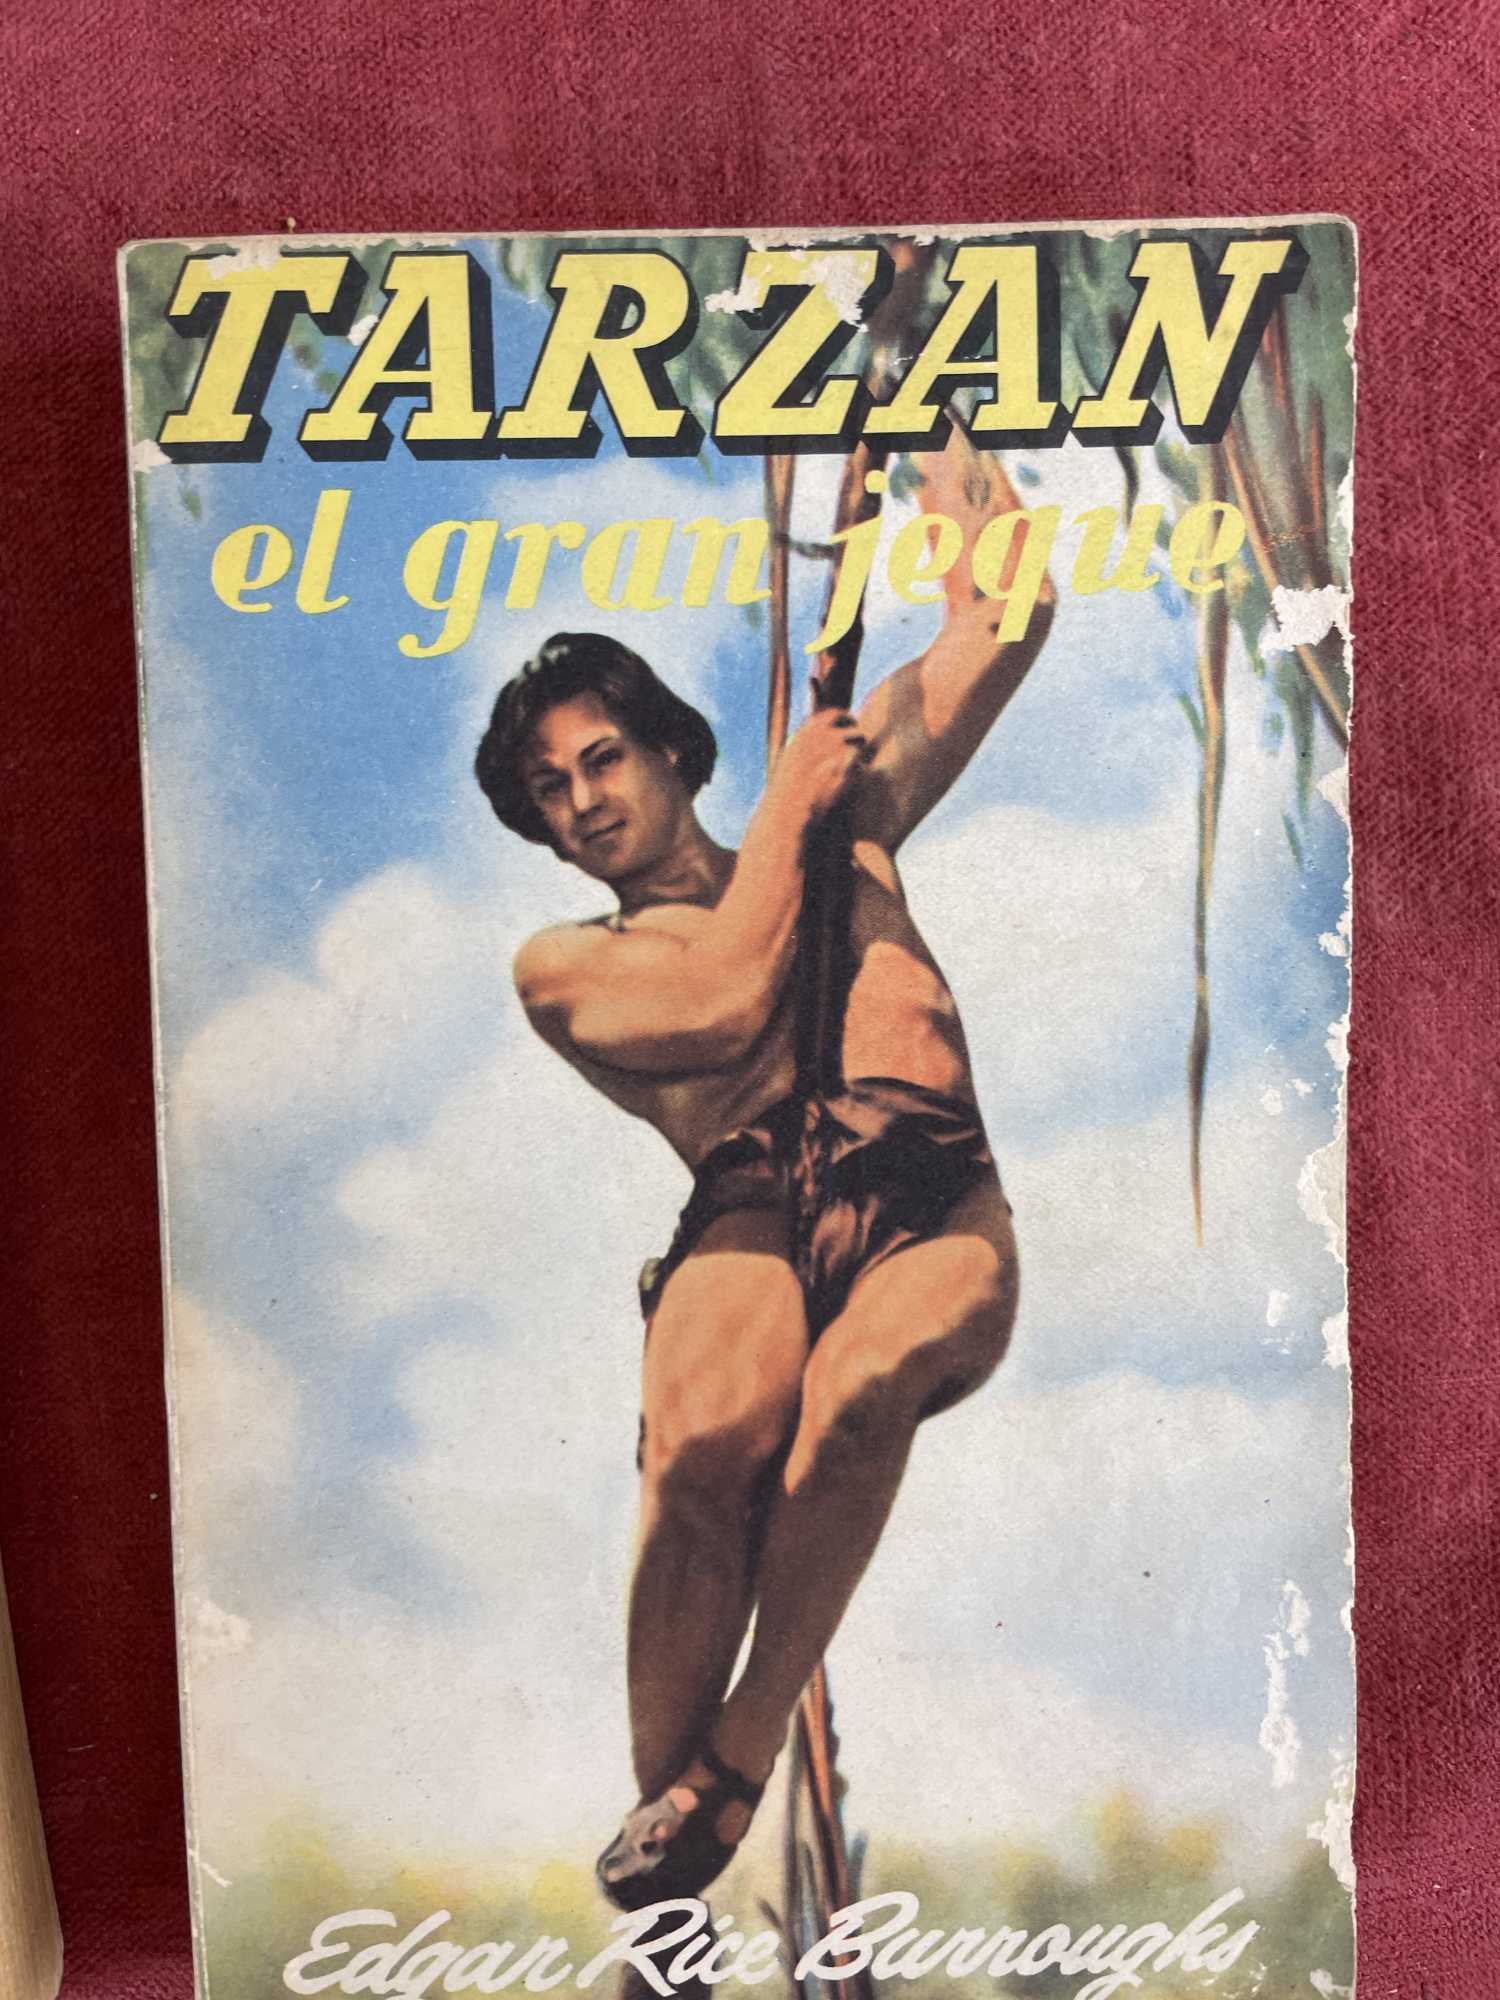 TARZAN
el gran jeque
Edgar Rice Burroughs